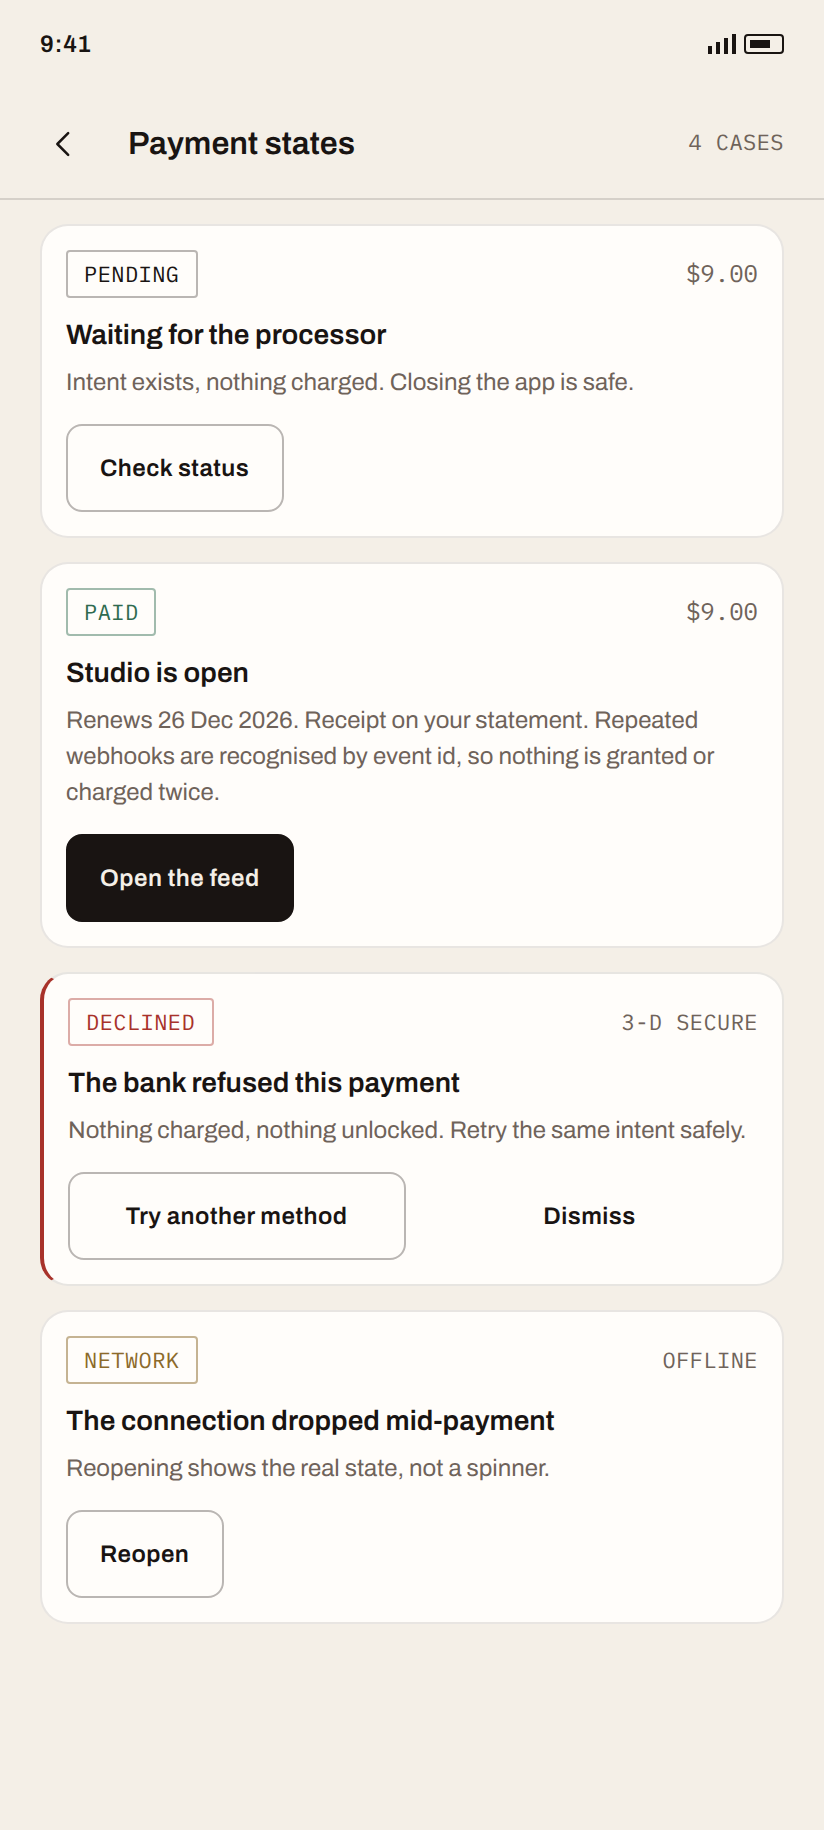 9:41
Payment states
4 CASES
PENDING
$9.00
Waiting for the processor
Intent exists, nothing charged. Closing the app is safe.
Check status
PAID
$9.00
Studio is open
Renews 26 Dec 2026. Receipt on your statement. Repeated
webhooks are recognised by event id, so nothing is granted or
charged twice.
Open the feed
DECLINED
3-D SECURE
The bank refused this payment
Nothing charged, nothing unlocked. Retry the same intent safely.
Try another method
Dismiss
NETWORK
OFFLINE
The connection dropped mid-payment
Reopening shows the real state, not a spinner.
Reopen